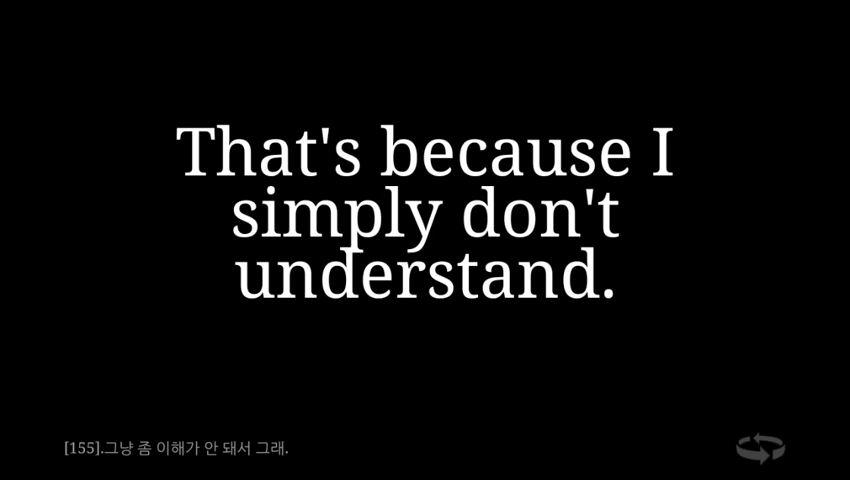 That's because I
simply don't
understand.
[155].그냥 좀 이해가 안 돼서 그래.